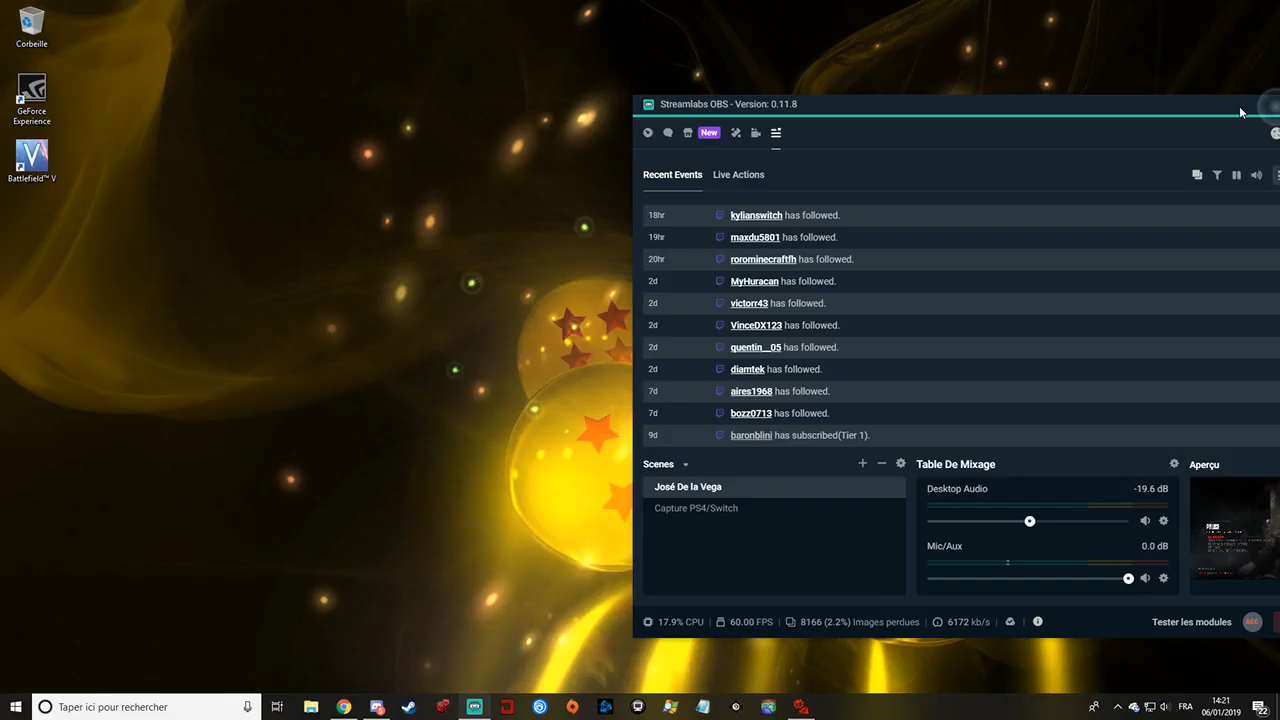 Corbeille
GeForce
Experience
Battlefield™ V
Streamlabs OBS - Version: 0.11.8
New
Recent Events
Live Actions
18hr kylianswitch has followed.
19hr maxdu5801 has followed.
20hr rorominecraftfh has followed.
2d MyHuracan has followed.
2d victorr43 has followed.
2d VinceDX123 has followed.
2d quentin__05 has followed.
2d diamtek has followed.
7d aires1968 has followed.
7d bozz0713 has followed.
9d baronblini has subscribed(Tier 1).
Scenes
José De la Vega
Capture PS4/Switch
Table De Mixage
Desktop Audio -19.6 dB
Mic/Aux 0.0 dB
Aperçu
17.9% CPU
60.00 FPS
8166 (2.2%) Images perdues
6172 kb/s
Tester les modules
REC
Taper ici pour rechercher
FRA
14:21
06/01/2019
22